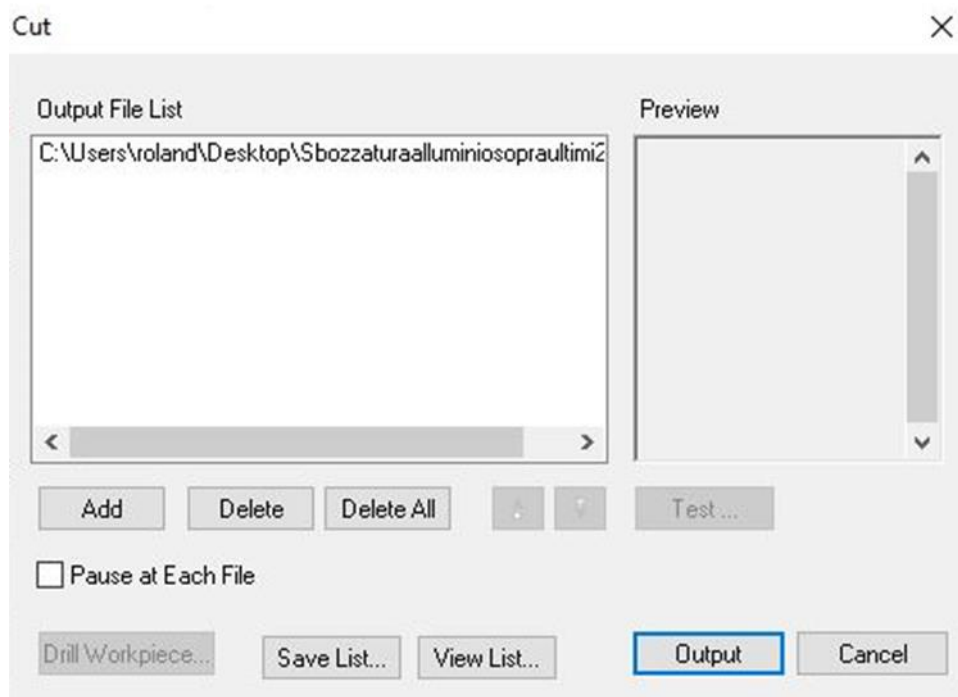 Cut
Output File List
Preview
C:\Users\roland\Desktop\Sbozzaturaalluminiosopraultimi2
Add
Delete
Delete All
Test ...
Pause at Each File
Drill Workpiece...
Save List...
View List...
Output
Cancel